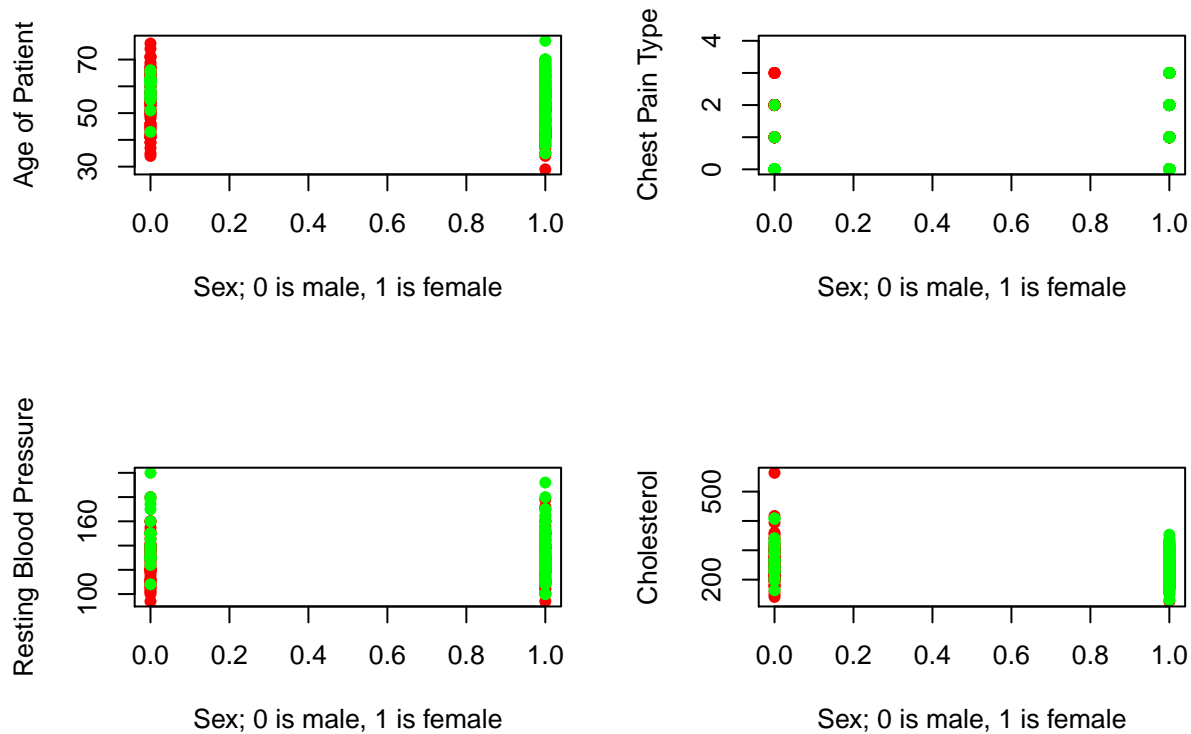 Age of Patient
30 50 70
0.0 0.2 0.4 0.6 0.8 1.0
Sex; 0 is male, 1 is female
Chest Pain Type
0 2 4
0.0 0.2 0.4 0.6 0.8 1.0
Sex; 0 is male, 1 is female
Resting Blood Pressure
100 160
0.0 0.2 0.4 0.6 0.8 1.0
Sex; 0 is male, 1 is female
Cholesterol
200 500
0.0 0.2 0.4 0.6 0.8 1.0
Sex; 0 is male, 1 is female